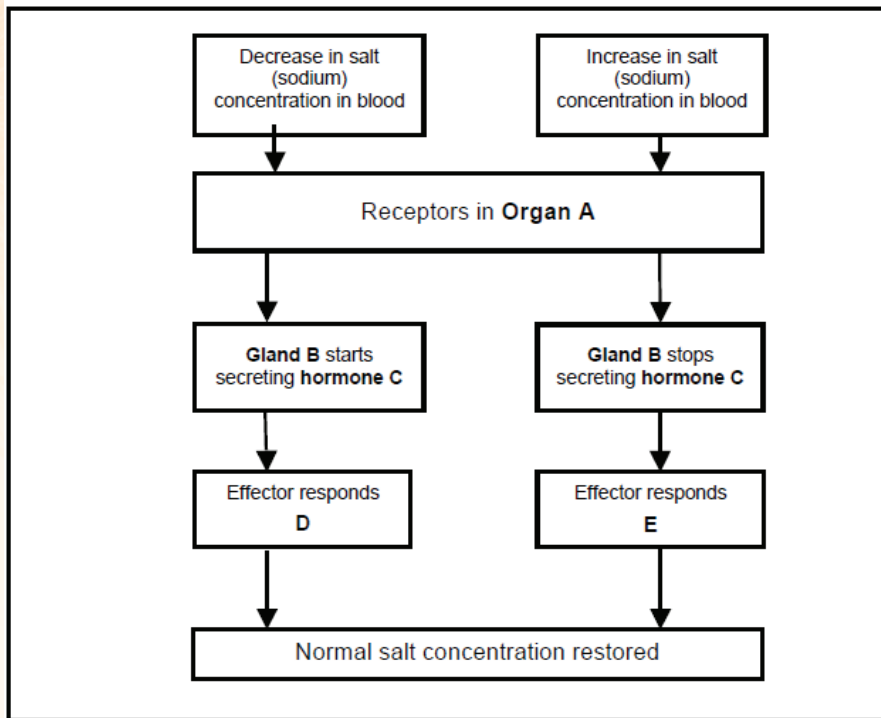 Decrease in salt
(sodium)
concentration in blood
Increase in salt
(sodium)
concentration in blood
Receptors in Organ A
Gland B starts
secreting hormone C
Gland B stops
secreting hormone C
Effector responds
D
Effector responds
E
Normal salt concentration restored